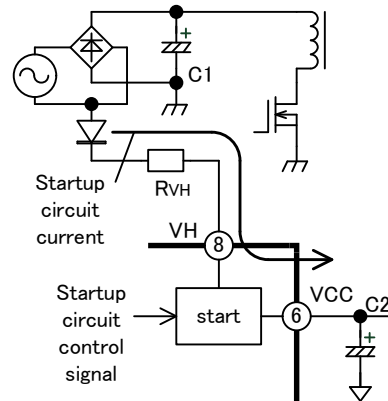 +
C1
Startup
circuit
current
RVH
VH
8
VCC
C2
6
+
Startup
circuit
control
signal
start